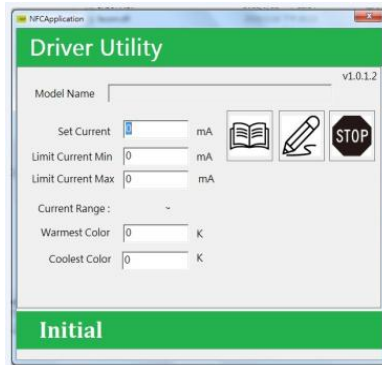 NFCApplication
Driver Utility
v1.0.1.2
Model Name
Set Current 0 mA
Limit Current Min 0 mA
Limit Current Max 0 mA
STOP
Current Range : ~
Warmest Color 0 K
Coolest Color 0 K
Initial